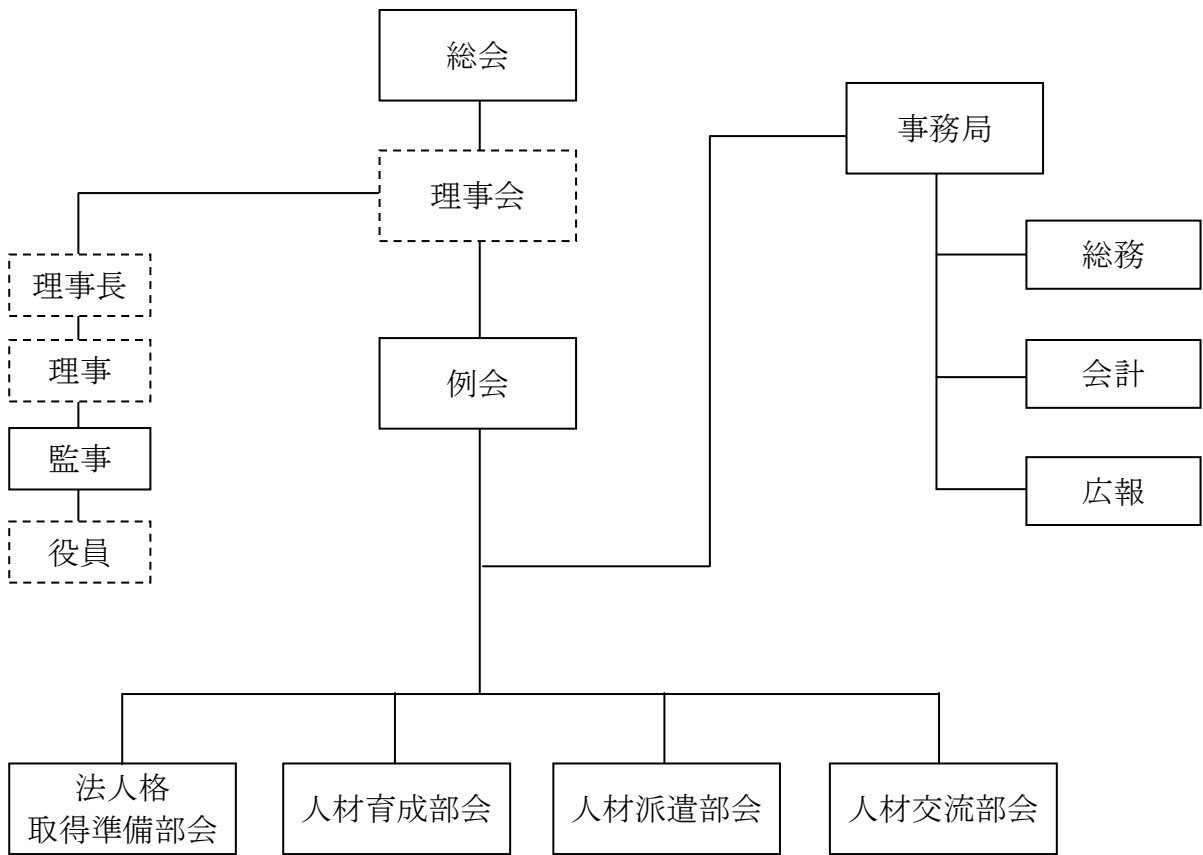 総会
事務局
理事会
総務
理事長
理事
例会
会計
監事
広報
役員
法人格
取得準備部会
人材育成部会
人材派遣部会
人材交流部会